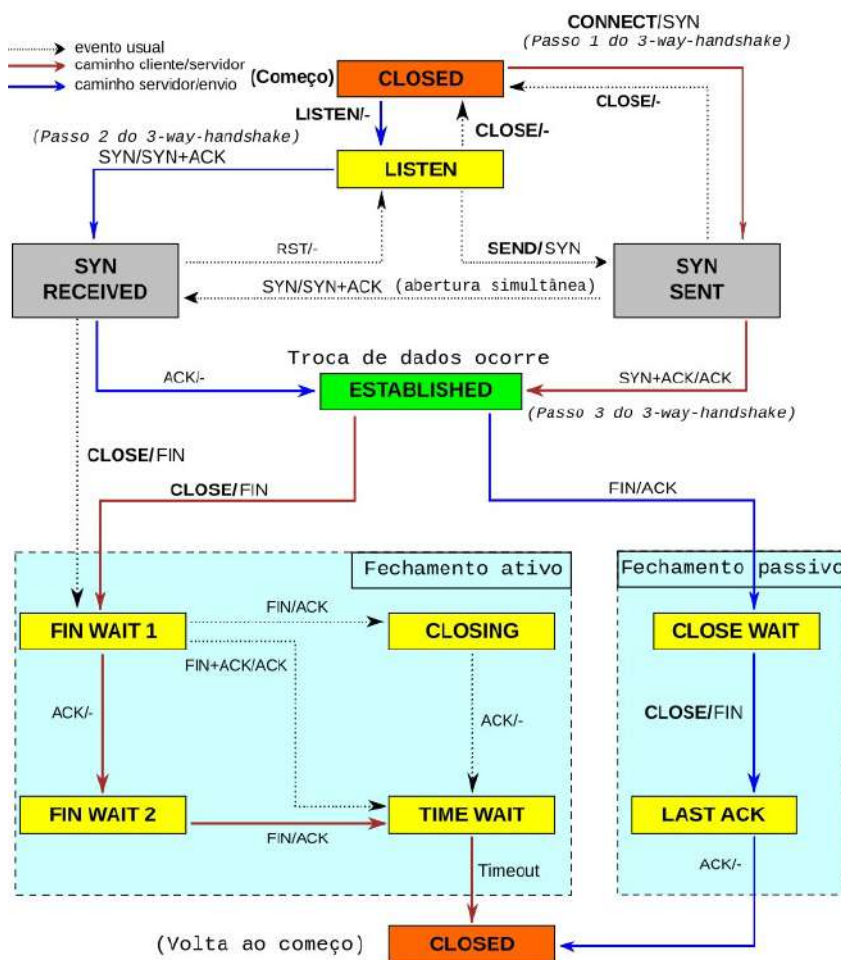 CONNECT/SYN
(Passo 1 do 3-way-handshake)
evento usual
caminho cliente/servidor
caminho servidor/envio
(Começo)
CLOSED
CLOSE/-
LISTEN/-
CLOSE/-
(Passo 2 do 3-way-handshake)
SYN/SYN+ACK
LISTEN
RST/-
SEND/SYN
SYN
RECEIVED
SYN
SENT
SYN/SYN+ACK (abertura simultânea)
Troca de dados ocorre
ACK/-
ESTABLISHED
SYN+ACK/ACK
(Passo 3 do 3-way-handshake)
CLOSE/FIN
CLOSE/FIN
FIN/ACK
Fechamento ativo
Fechamento passivo
FIN WAIT 1
FIN/ACK
CLOSING
CLOSE WAIT
FIN+ACK/ACK
ACK/-
ACK/-
CLOSE/FIN
FIN WAIT 2
FIN/ACK
TIME WAIT
LAST ACK
Timeout
ACK/-
(Volta ao começo)
CLOSED